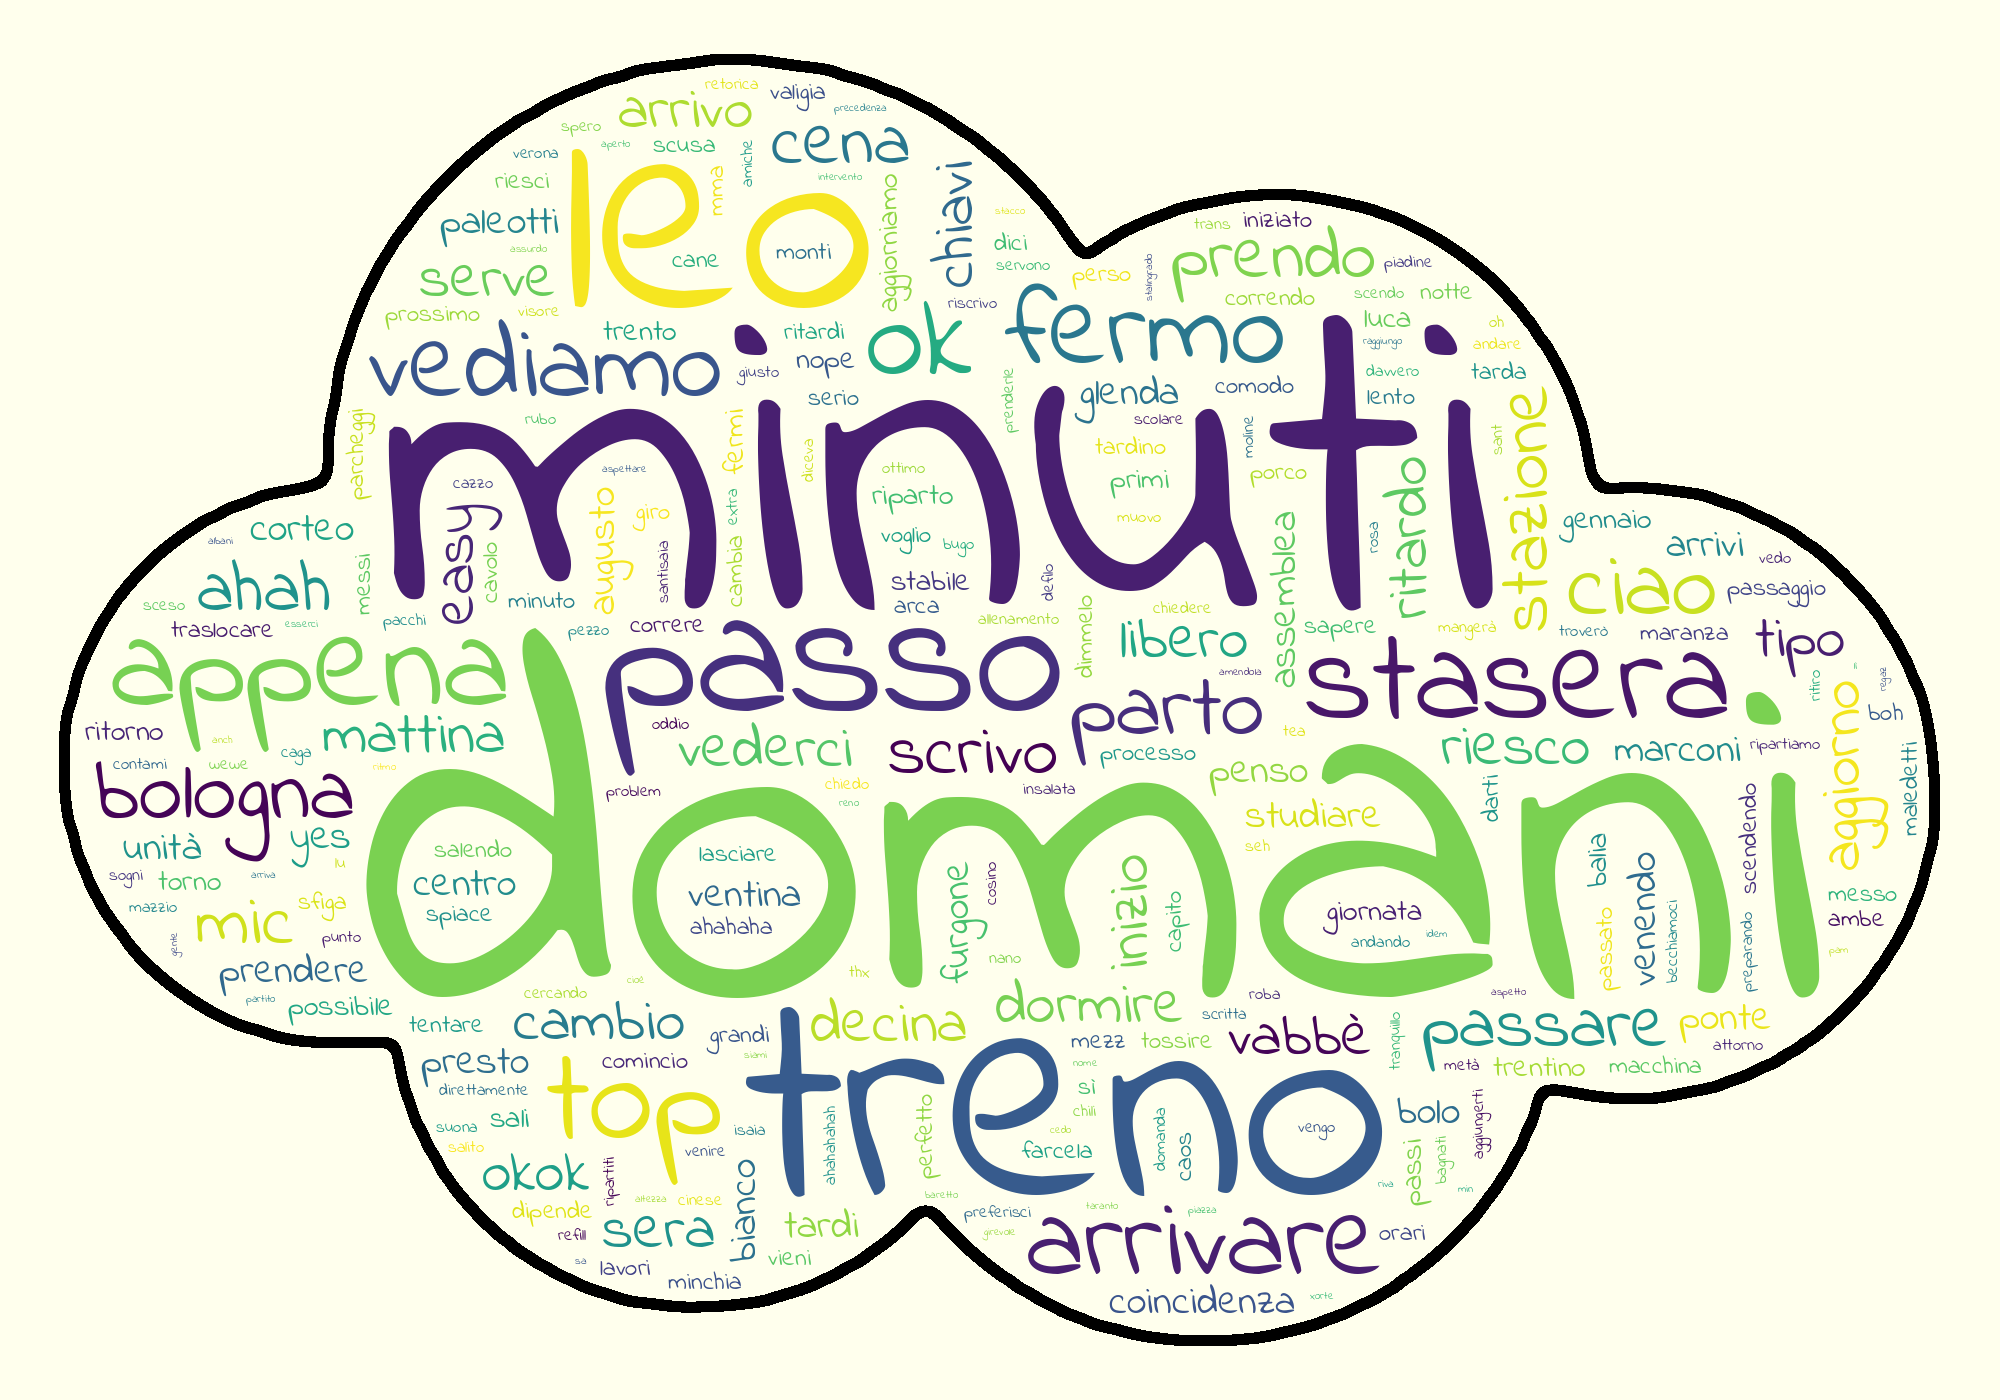 retorica
valigia
precedenza
arrivo
spero
aperto
scusa
cena
verona
amiche
riesci
mma
intervento
leo
aggiorniamo
chiavi
paleotti
assurdo
cane
monti
stacco
dici
servono
serve
prossimo
visore
riscrivo
trans
iniziato
prendo
piadine
perso
stalingrado
correndo
scendo
notte
trento
ritardi
ok
fermo
luca
oh
raggiungo
andare
vediamo
giusto
nope
serio
prenderle
glenda
comodo
davvero
tarda
lento
scolare
moline
sant
stazione
parcheggi
rubo
fermi
minuti
diceva
ottimo
tardino
primi
porco
ritardo
cazzo
aspettare
easy
augusto
giro
extra
riparto
voglio
bugo
muovo
rosa
assemblea
gennaio
corteo
albani
messi
cavolo
santisaia
cambia
stabile
arca
defilo
arrivi
vedo
ahah
sceso
esserci
pacchi
minuto
pezzo
correre
allenamento
dimmelo
chiedere
sapere
mangerà
ciao
passaggio
troverò
maranza
tipo
traslocare
appena
passo
libero
amendola
stasera
li
ritiro
regaz
boh
ritorno
anch
mattina
oddio
parto
aggiorno
contami
wewe
caga
ritmo
vederci
scrivo
processo
tea
riesco
marconi
ripartiamo
maledetti
bologna
problem
chiedo
reno
insalata
penso
darti
scendendo
domani
unità
yes
lu
sogni
torno
arriva
salendo
centro
spiace
lasciare
ventina
ahahaha
furgone
cosino
inizio
capito
studiare
seh
giornata
andando
idem
balia
venendo
passato
becchiamoci
preparando
messo
ambe
pam
mazzio
mic
sfiga
punto
gente
prendere
partito
possibile
cercando
cioè
thx
nano
roba
aspetto
tentare
cambio
grandi
decina
dormire
scritta
vabbè
tranquillo
passare
ponte
attorno
presto
comincio
siami
mezz
tossire
metà
trentino
macchina
direttamente
top
treno
nome
sì
chili
cedo
bolo
aggiungerti
suona
sali
salito
isaia
venire
ahahahahah
perfetto
farcela
domanda
caos
vengo
passi
bagnati
okok
ripartiti
altezza
cinese
bianco
baretto
taranto
piazza
riva
min
dipende
refill
sera
tardi
preferisci
girevole
arrivare
orari
sa
lavori
minchia
vieni
coincidenza
xorte